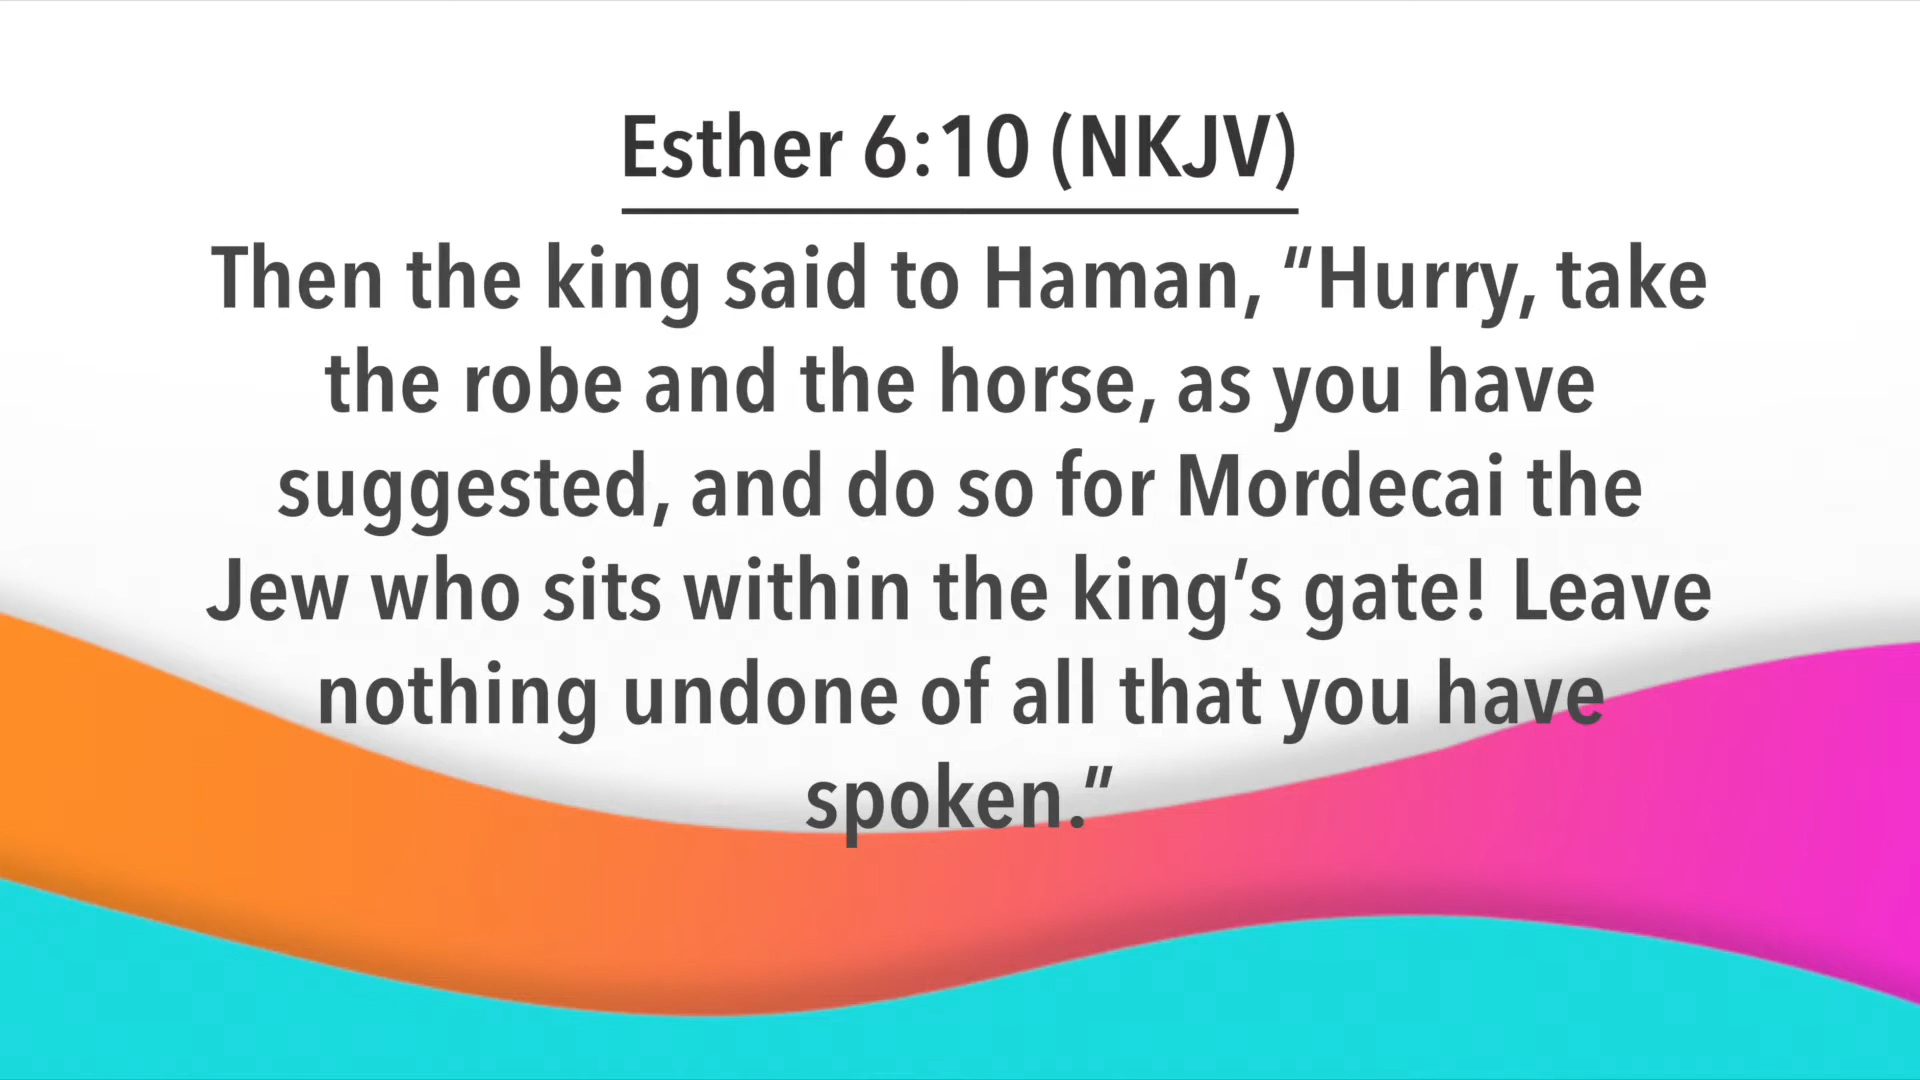 Esther 6:10 (NKJV)
Then the king said to Haman, “Hurry, take
the robe and the horse, as you have
suggested, and do so for Mordecai the
Jew who sits within the king’s gate! Leave
nothing undone of all that you have
spoken.”